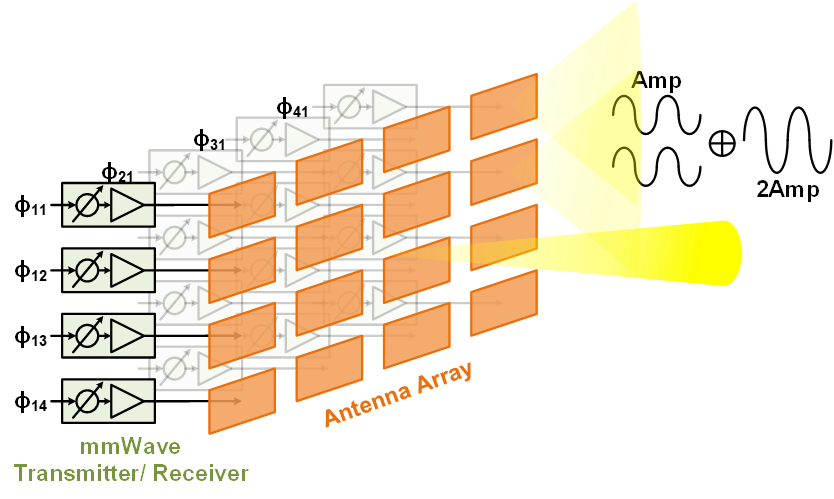 Amp
ϕ41
ϕ31
ϕ21
2Amp
ϕ11
ϕ12
ϕ13
ϕ14
Antenna Array
mmWave
Transmitter/ Receiver